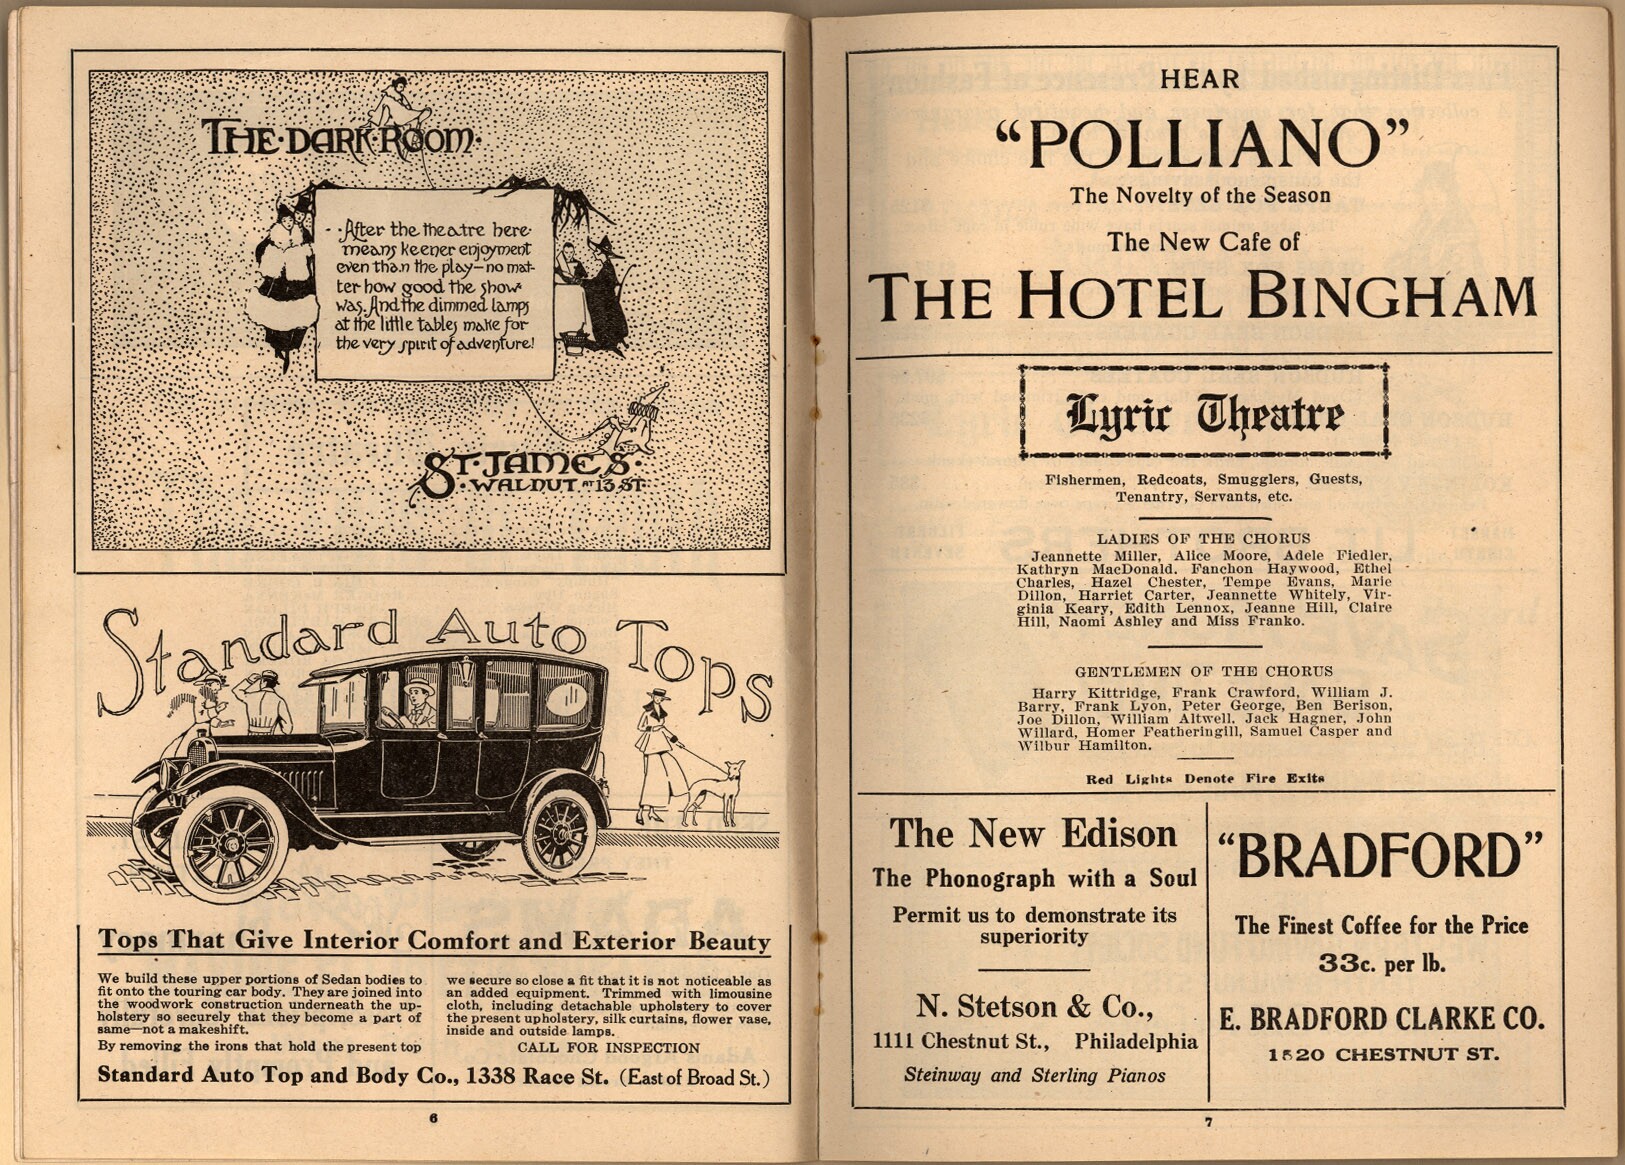 THE·DARK·ROOM·
After the theatre here
means keener enjoyment
even than the play—no mat-
ter how good the show
was. And the dimmed lamps
at the little tables make for
the very spirit of adventure!
ST·JAMES·
·WALNUT AT 13 ST·
Standard Auto Tops
Tops That Give Interior Comfort and Exterior Beauty
We build these upper portions of Sedan bodies to
fit onto the touring car body. They are joined into
the woodwork construction underneath the up-
holstery so securely that they become a part of
same—not a makeshift.
By removing the irons that hold the present top
we secure so close a fit that it is not noticeable as
an added equipment. Trimmed with limousine
cloth, including detachable upholstery to cover
the present upholstery, silk curtains, flower vase,
inside and outside lamps.
CALL FOR INSPECTION
Standard Auto Top and Body Co., 1338 Race St. (East of Broad St.)
6
HEAR
“POLLIANO”
The Novelty of the Season
The New Cafe of
THE HOTEL BINGHAM
Lyric Theatre
Fishermen, Redcoats, Smugglers, Guests,
Tenantry, Servants, etc.
LADIES OF THE CHORUS
Jeannette Miller, Alice Moore, Adele Fiedler,
Kathryn MacDonald. Fanchon Haywood, Ethel
Charles, Hazel Chester, Tempe Evans, Marie
Dillon, Harriet Carter, Jeannette Whitely, Vir-
ginia Keary, Edith Lennox, Jeanne Hill, Claire
Hill, Naomi Ashley and Miss Franko.
GENTLEMEN OF THE CHORUS
Harry Kittridge, Frank Crawford, William J.
Barry, Frank Lyon, Peter George, Ben Berison,
Joe Dillon, William Altwell. Jack Hagner, John
Willard, Homer Featheringill, Samuel Casper and
Wilbur Hamilton.
Red Lights Denote Fire Exits
The New Edison
The Phonograph with a Soul
Permit us to demonstrate its
superiority
N. Stetson & Co.,
1111 Chestnut St., Philadelphia
Steinway and Sterling Pianos
“BRADFORD”
The Finest Coffee for the Price
33c. per lb.
E. BRADFORD CLARKE CO.
1520 CHESTNUT ST.
7